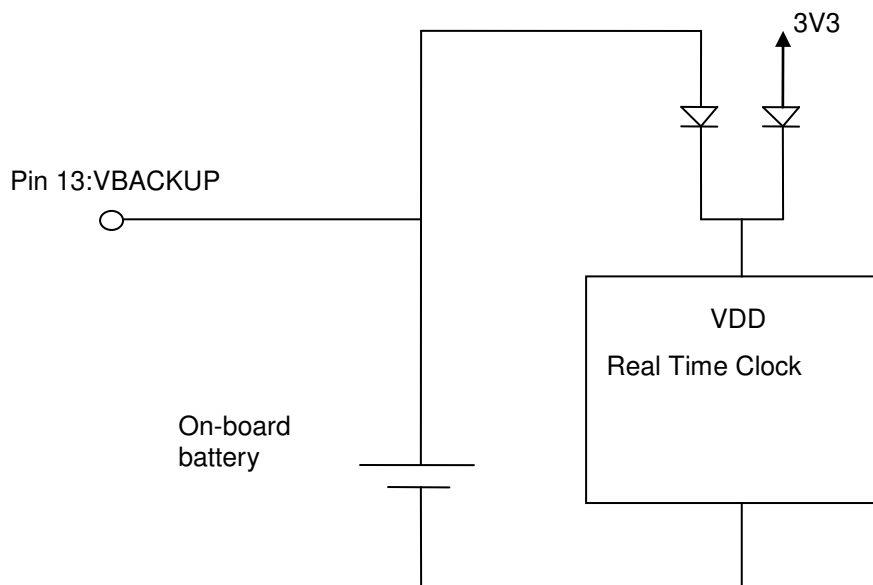 3V3
Pin 13:VBACKUP
VDD
Real Time Clock
On-board
battery